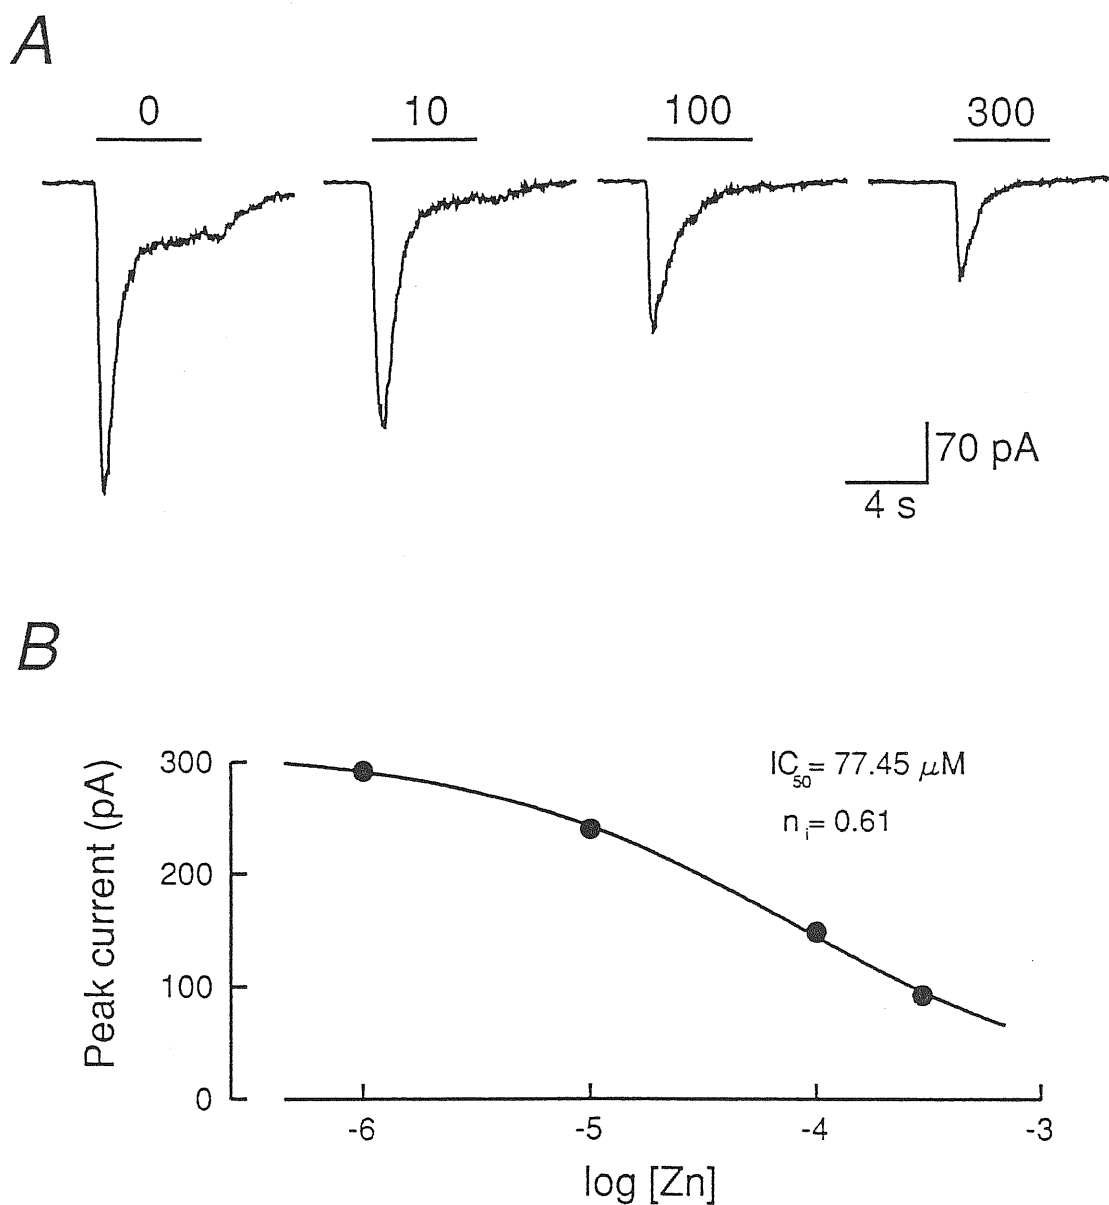 A
0 10 100 300
70 pA
4 s
B
Peak current (pA)
300
200
100
0
IC50= 77.45 μM
ni= 0.61
-6 -5 -4 -3
log [Zn]